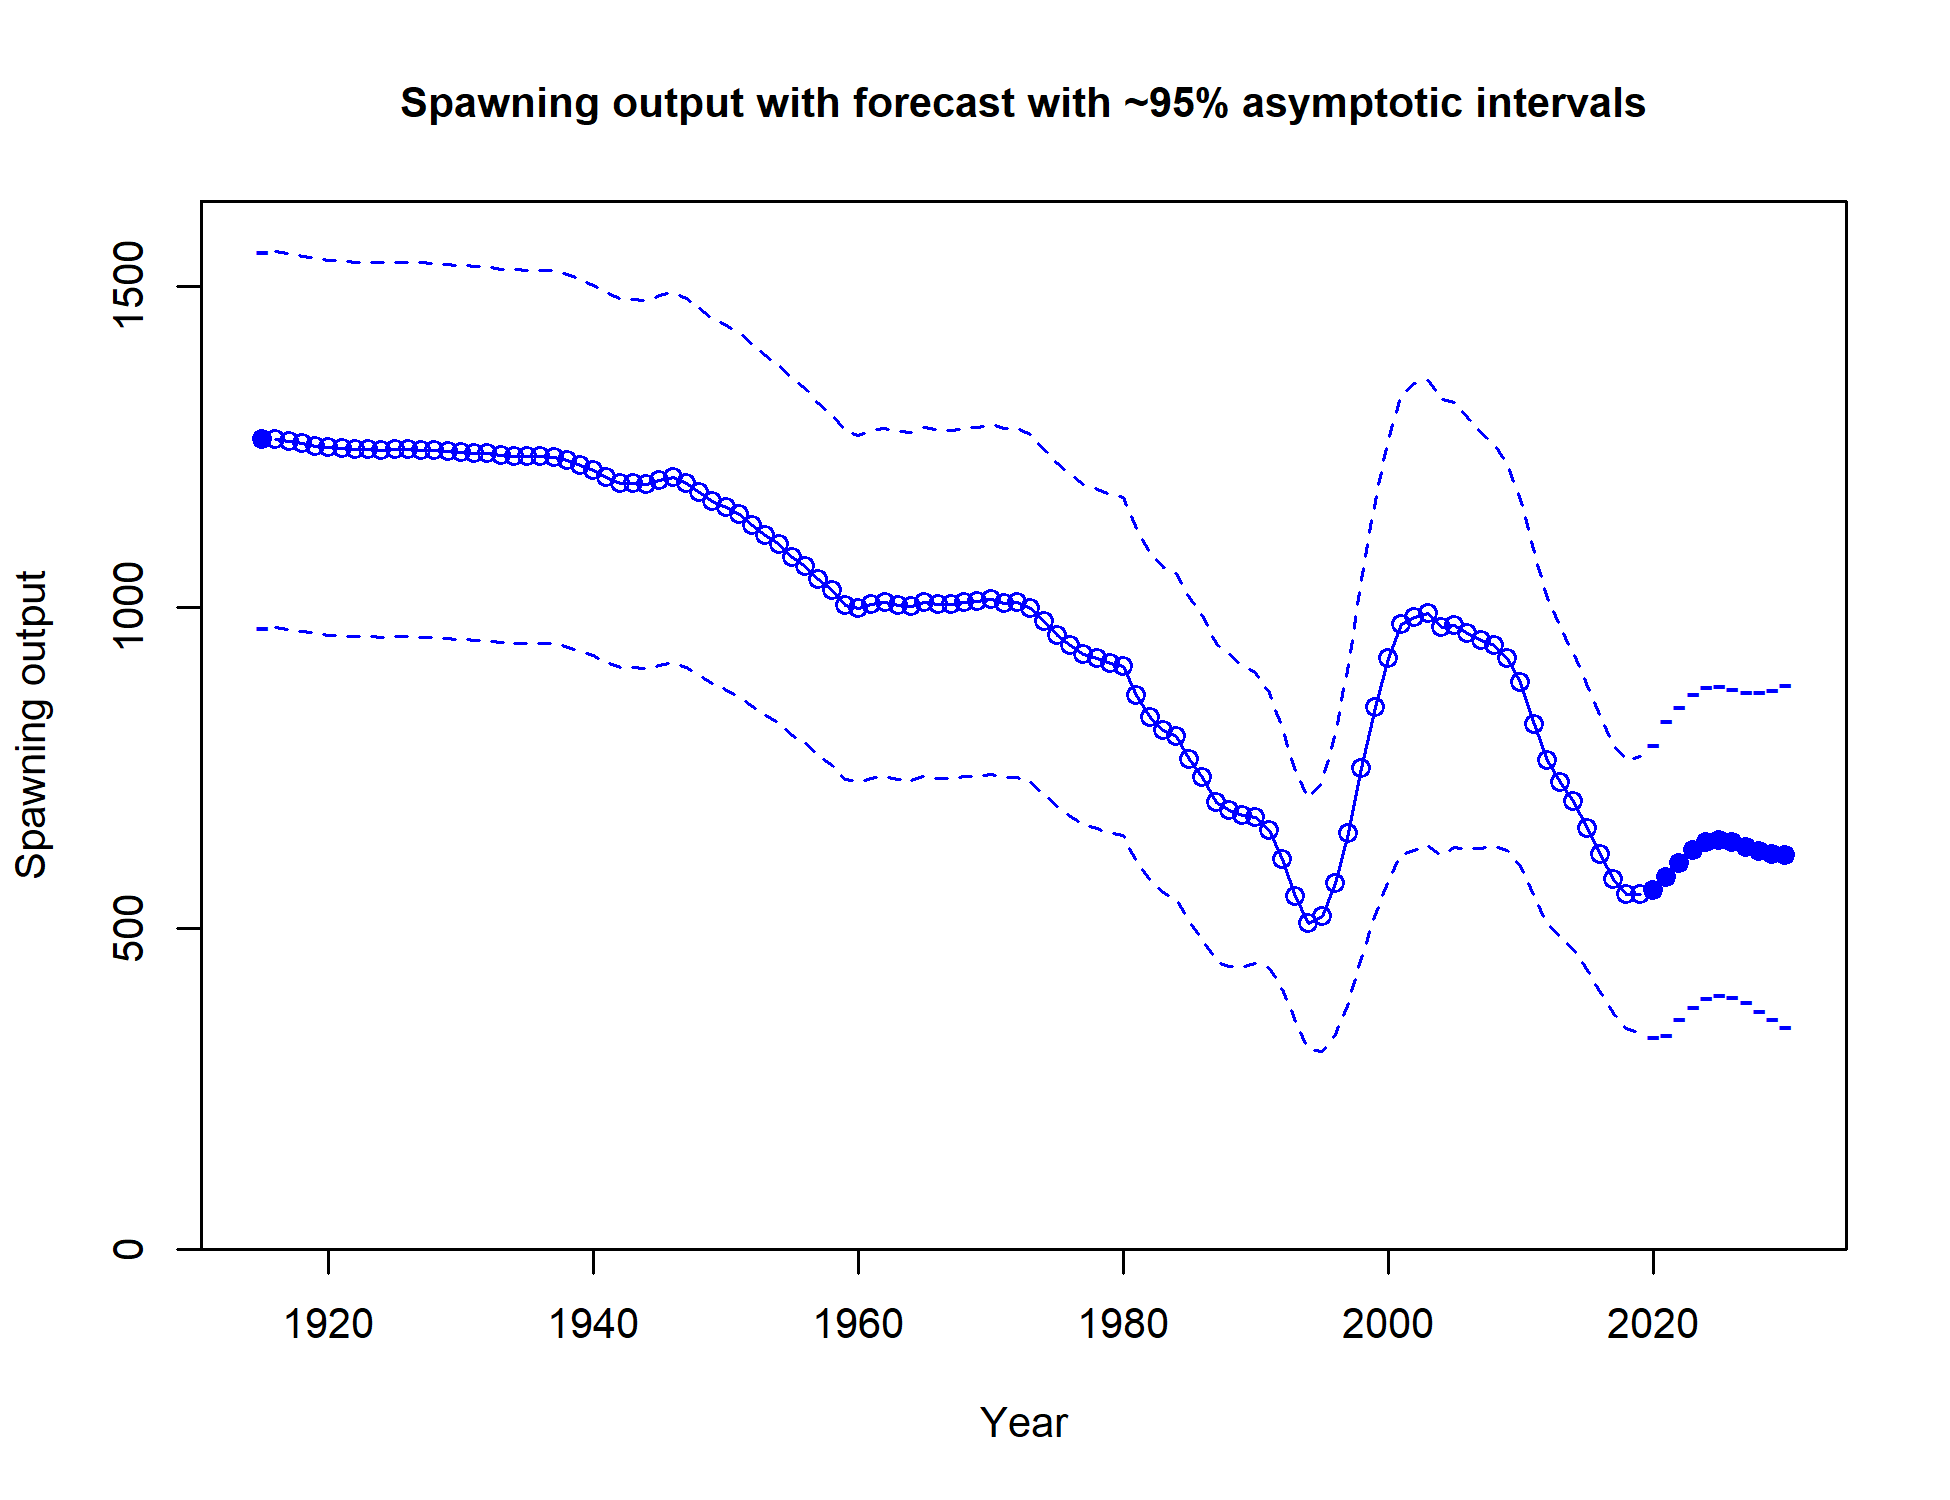 Spawning output with forecast with ~95% asymptotic intervals
Spawning output
1500
1000
500
0
1920 1940 1960 1980 2000 2020
Year